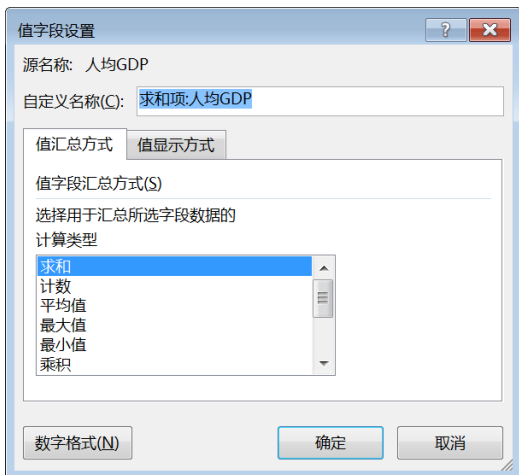 值字段设置
源名称: 人均GDP
自定义名称(C): 求和项:人均GDP
值汇总方式 值显示方式
值字段汇总方式(S)
选择用于汇总所选字段数据的
计算类型
求和
计数
平均值
最大值
最小值
乘积
数字格式(N) 确定 取消